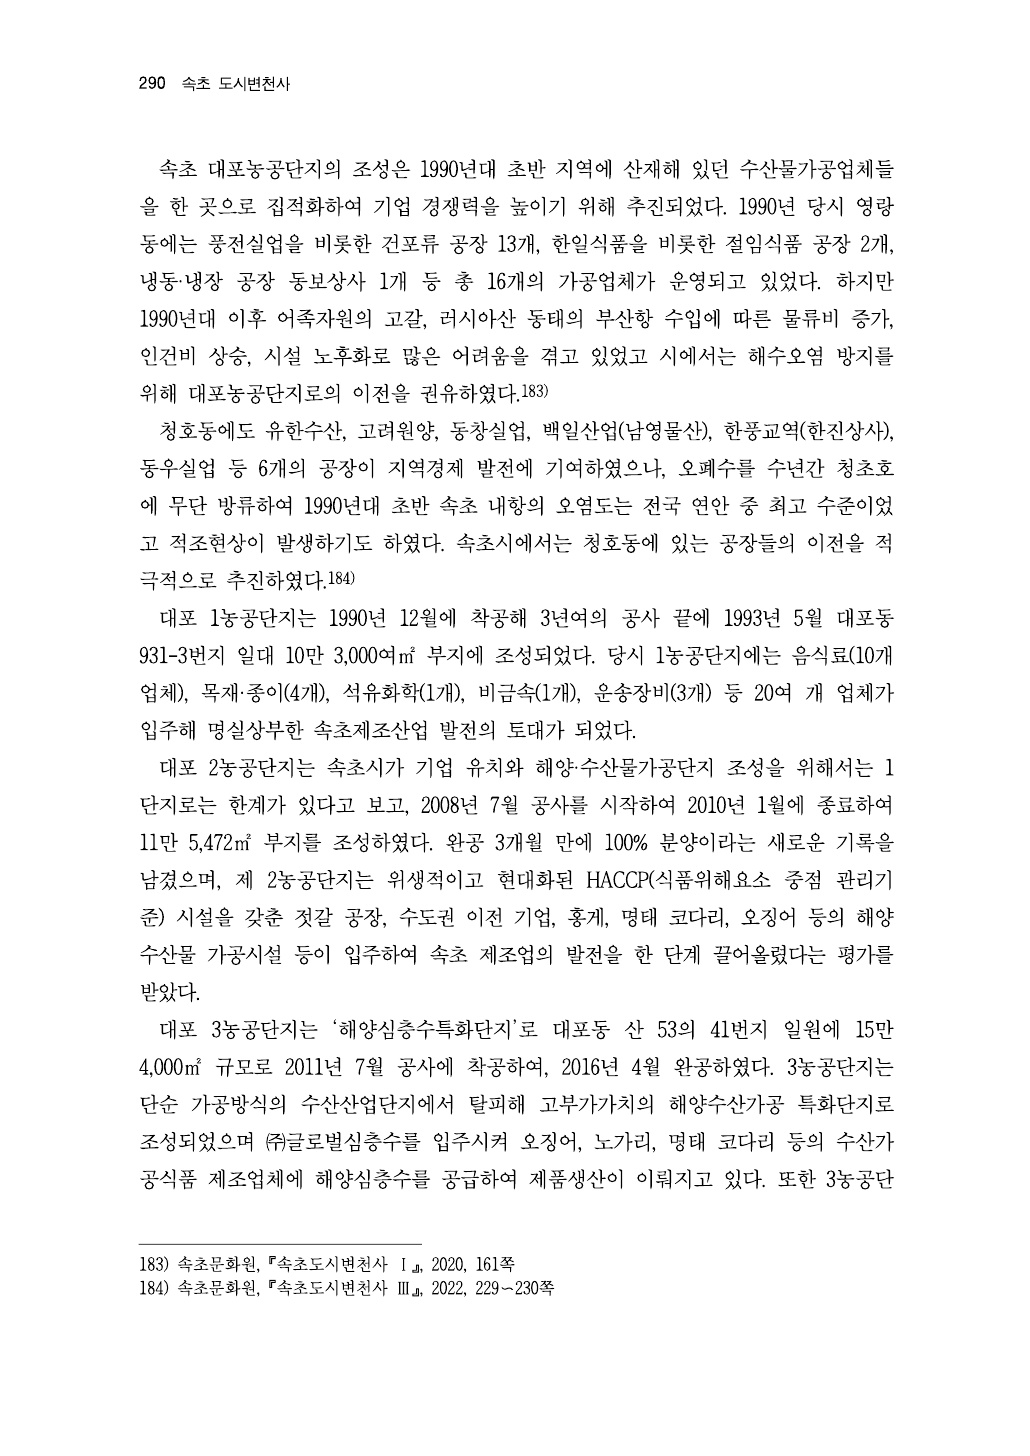 290 속초 도시변천사
속초 대포농공단지의 조성은 1990년대 초반 지역에 산재해 있던 수산물가공업체들
을 한 곳으로 집적화하여 기업 경쟁력을 높이기 위해 추진되었다. 1990년 당시 영랑
동에는 풍전실업을 비롯한 건포류 공장 13개, 한일식품을 비롯한 절임식품 공장 2개,
냉동·냉장 공장 동보상사 1개 등 총 16개의 가공업체가 운영되고 있었다. 하지만
1990년대 이후 어족자원의 고갈, 러시아산 동태의 부산항 수입에 따른 물류비 증가,
인건비 상승, 시설 노후화로 많은 어려움을 겪고 있었고 시에서는 해수오염 방지를
위해 대포농공단지로의 이전을 권유하였다.183)
청호동에도 유한수산, 고려원양, 동창실업, 백일산업(남영물산), 한풍교역(한진상사),
동우실업 등 6개의 공장이 지역경제 발전에 기여하였으나, 오폐수를 수년간 청초호
에 무단 방류하여 1990년대 초반 속초 내항의 오염도는 전국 연안 중 최고 수준이었
고 적조현상이 발생하기도 하였다. 속초시에서는 청호동에 있는 공장들의 이전을 적
극적으로 추진하였다.184)
대포 1농공단지는 1990년 12월에 착공해 3년여의 공사 끝에 1993년 5월 대포동
931-3번지 일대 10만 3,000여㎡ 부지에 조성되었다. 당시 1농공단지에는 음식료(10개
업체), 목재·종이(4개), 석유화학(1개), 비금속(1개), 운송장비(3개) 등 20여 개 업체가
입주해 명실상부한 속초제조산업 발전의 토대가 되었다.
대포 2농공단지는 속초시가 기업 유치와 해양·수산물가공단지 조성을 위해서는 1
단지로는 한계가 있다고 보고, 2008년 7월 공사를 시작하여 2010년 1월에 종료하여
11만 5,472㎡ 부지를 조성하였다. 완공 3개월 만에 100% 분양이라는 새로운 기록을
남겼으며, 제 2농공단지는 위생적이고 현대화된 HACCP(식품위해요소 중점 관리기
준) 시설을 갖춘 젓갈 공장, 수도권 이전 기업, 홍게, 명태 코다리, 오징어 등의 해양
수산물 가공시설 등이 입주하여 속초 제조업의 발전을 한 단계 끌어올렸다는 평가를
받았다.
대포 3농공단지는 ‘해양심층수특화단지’로 대포동 산 53의 41번지 일원에 15만
4,000㎡ 규모로 2011년 7월 공사에 착공하여, 2016년 4월 완공하였다. 3농공단지는
단순 가공방식의 수산산업단지에서 탈피해 고부가가치의 해양수산가공 특화단지로
조성되었으며 ㈜글로벌심층수를 입주시켜 오징어, 노가리, 명태 코다리 등의 수산가
공식품 제조업체에 해양심층수를 공급하여 제품생산이 이뤄지고 있다. 또한 3농공단
183) 속초문화원, 『속초도시변천사 Ⅰ』, 2020, 161쪽
184) 속초문화원, 『속초도시변천사 Ⅲ』, 2022, 229∼230쪽